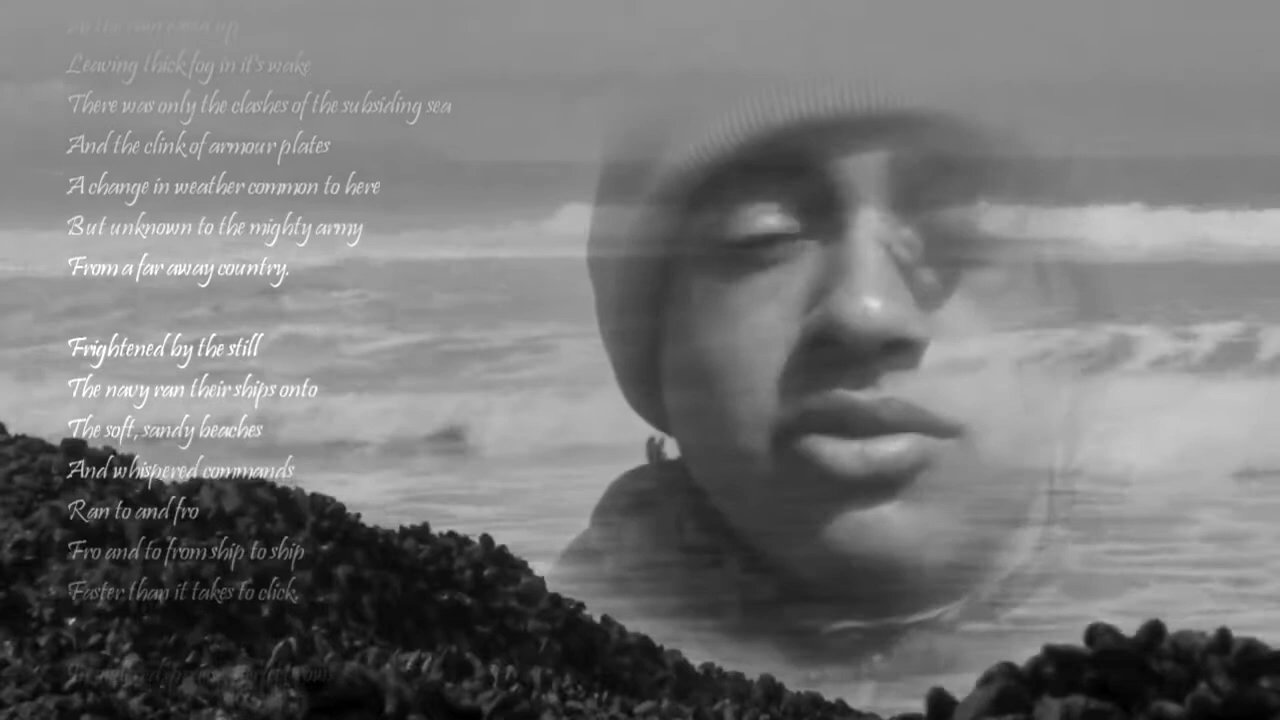 Leaving thick fog in it's wake
There was only the clashes of the subsiding sea
And the clink of armour plates
A change in weather common to here
But unknown to the mighty army
From a far away country.
Frightened by the still
The navy ran their ships onto
The soft, sandy beaches
And whispered commands
Ran to and fro
Fro and to from ship to ship
Faster than it takes to click.